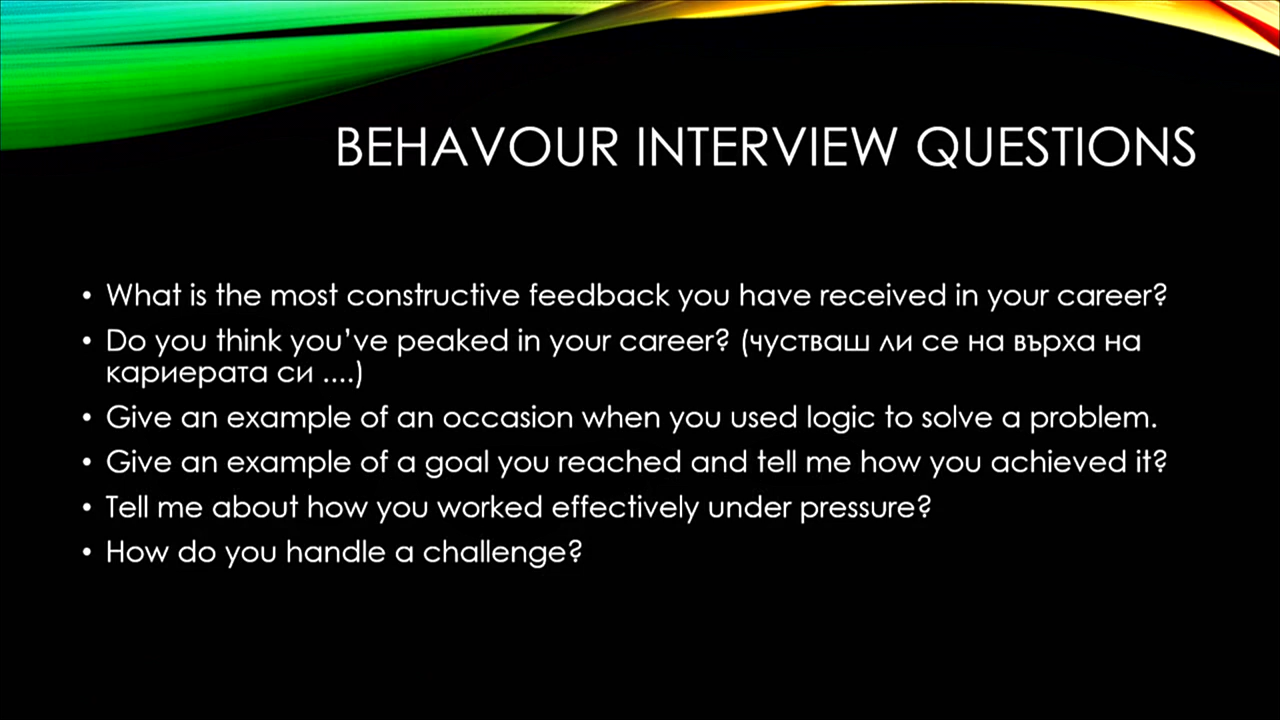 BEHAVOUR INTERVIEW QUESTIONS
• What is the most constructive feedback you have received in your career?
• Do you think you’ve peaked in your career? (чустваш ли се на върха на
кариерата си ....)
• Give an example of an occasion when you used logic to solve a problem.
• Give an example of a goal you reached and tell me how you achieved it?
• Tell me about how you worked effectively under pressure?
• How do you handle a challenge?